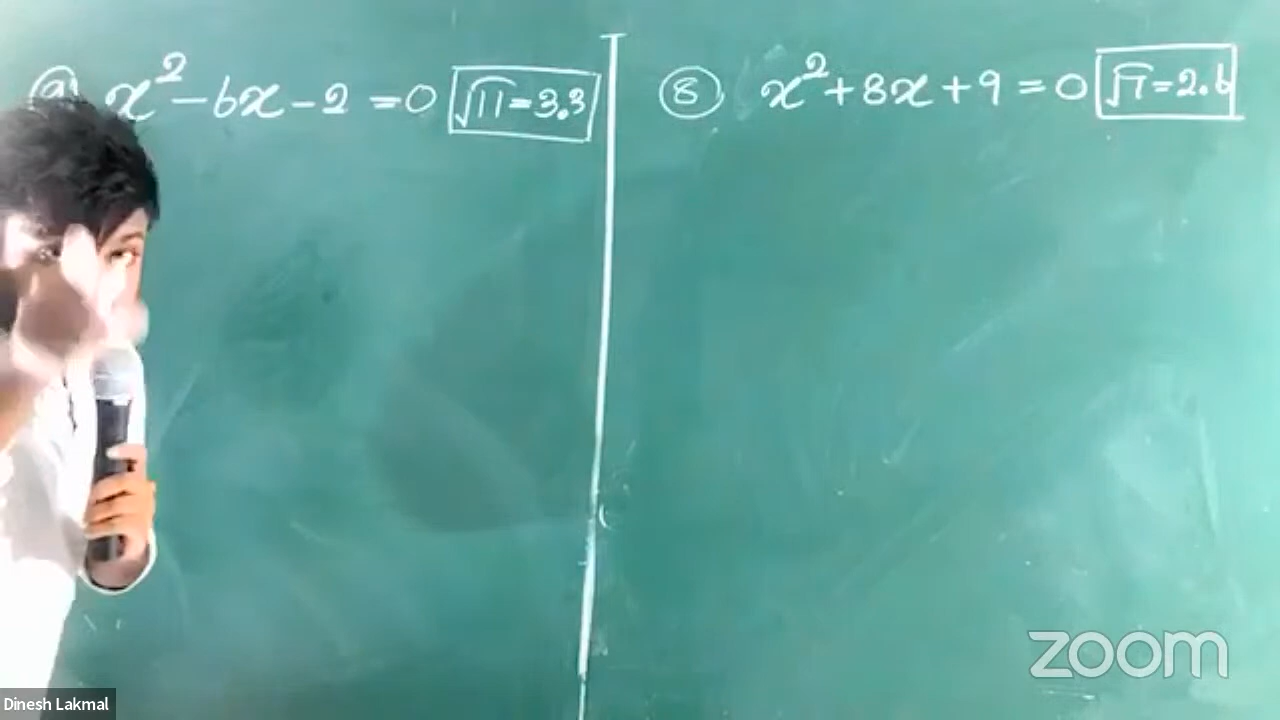 x² - 6x - 2 = 0 √11 = 3.3
⑧ x² + 8x + 9 = 0 √7 = 2.6
zoom
Dinesh Lakmal